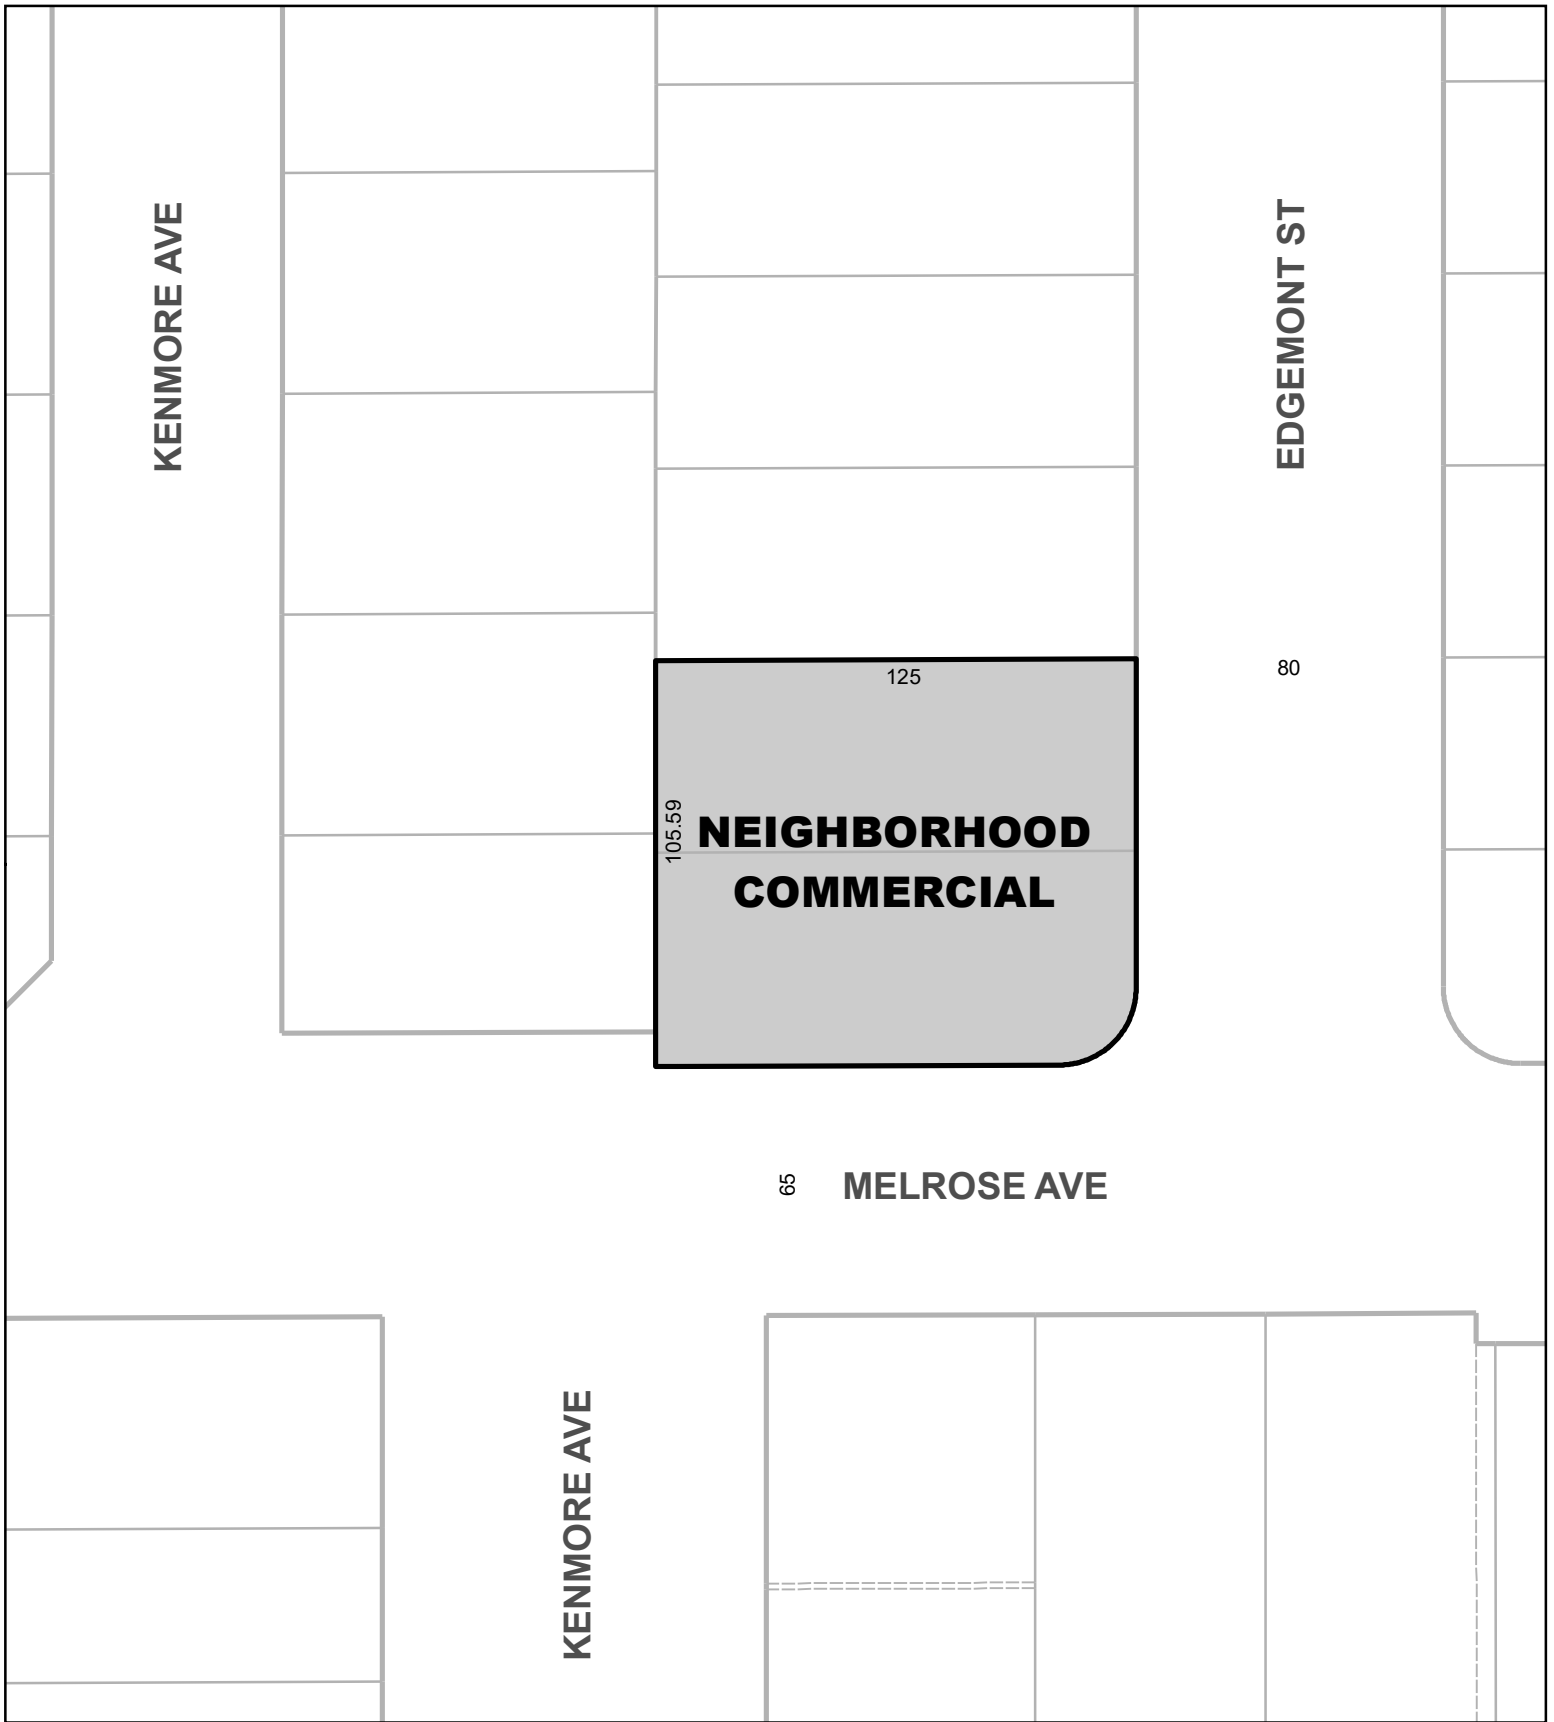 KENMORE AVE
EDGEMONT ST
80
125
105.59
NEIGHBORHOOD
COMMERCIAL
65
MELROSE AVE
KENMORE AVE